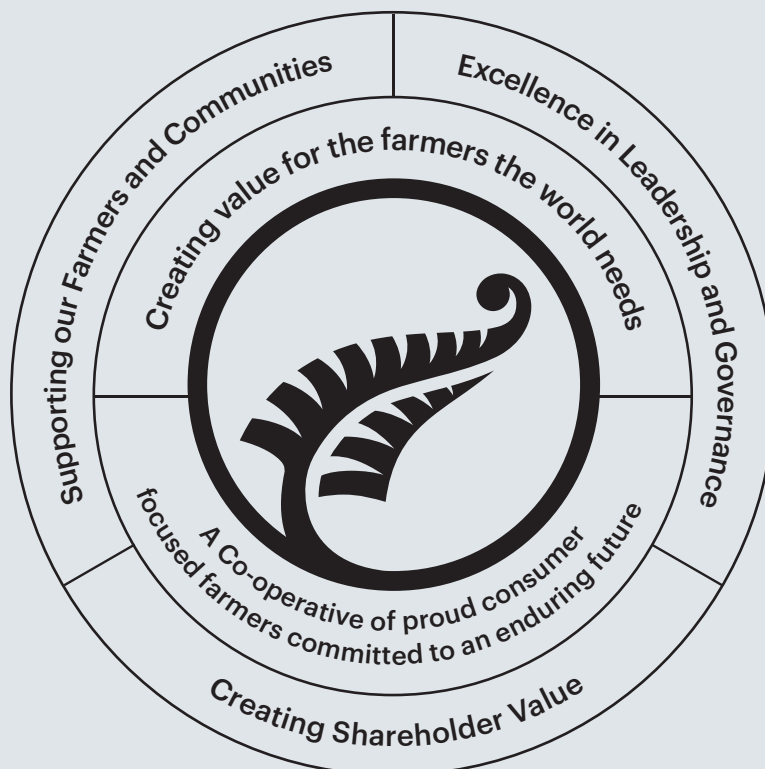 Supporting our Farmers and Communities
Excellence in Leadership and Governance
Creating value for the farmers the world needs
A Co-operative of proud consumer
focused farmers committed to an enduring future
Creating Shareholder Value